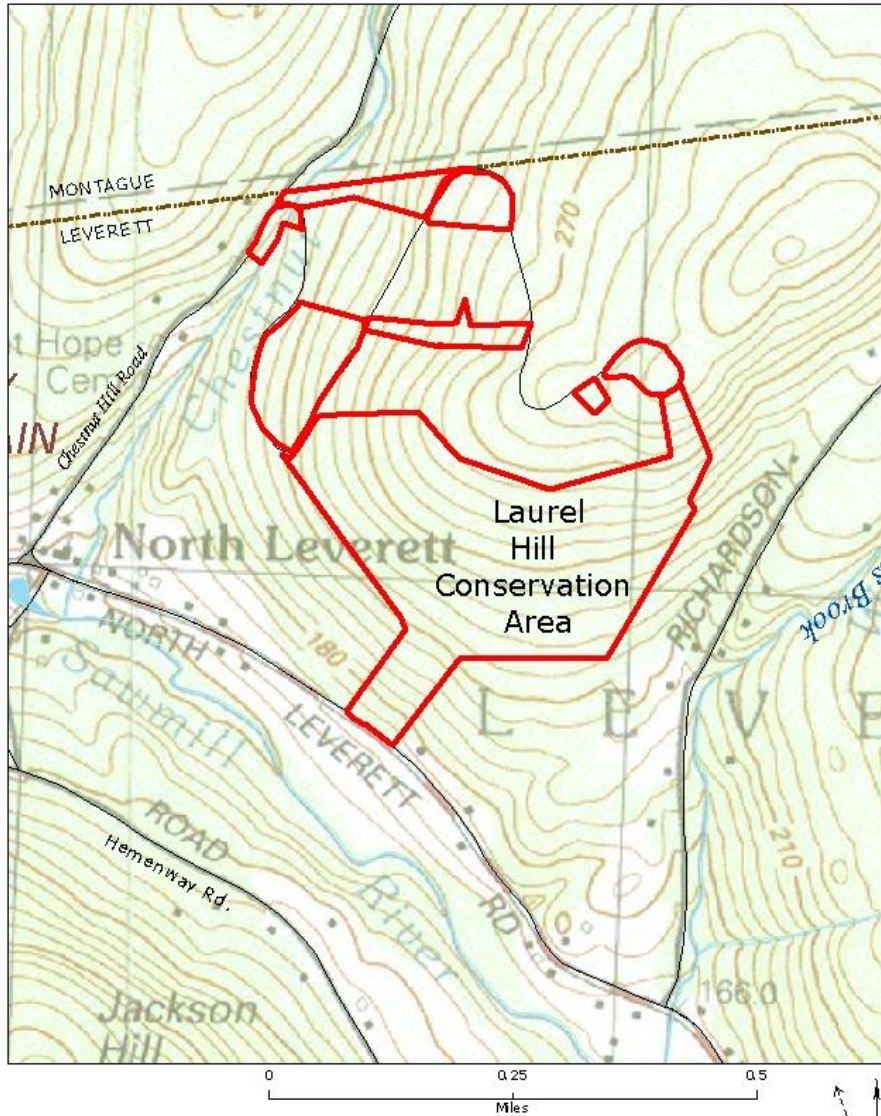 MONTAGUE
LEVERETT
270
Chestnut
t Hope
Cem
Chestnut Hill Road
AIN
Laurel
Hill
Conservation
Area
North Leverett
RICHARDSON
s Brook
NORTH
180
Sawmill
LEVERETT
L E V E
ROAD
Hemenway Rd.
210
River
RD
166.0
Jackson
Hill
0 0.25 0.5
Miles